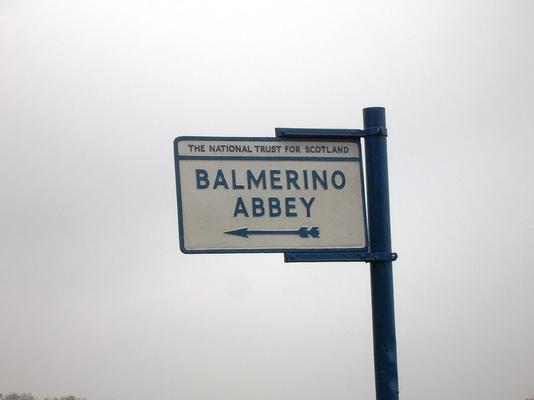 THE NATIONAL TRUST FOR SCOTLAND
BALMERINO
ABBEY